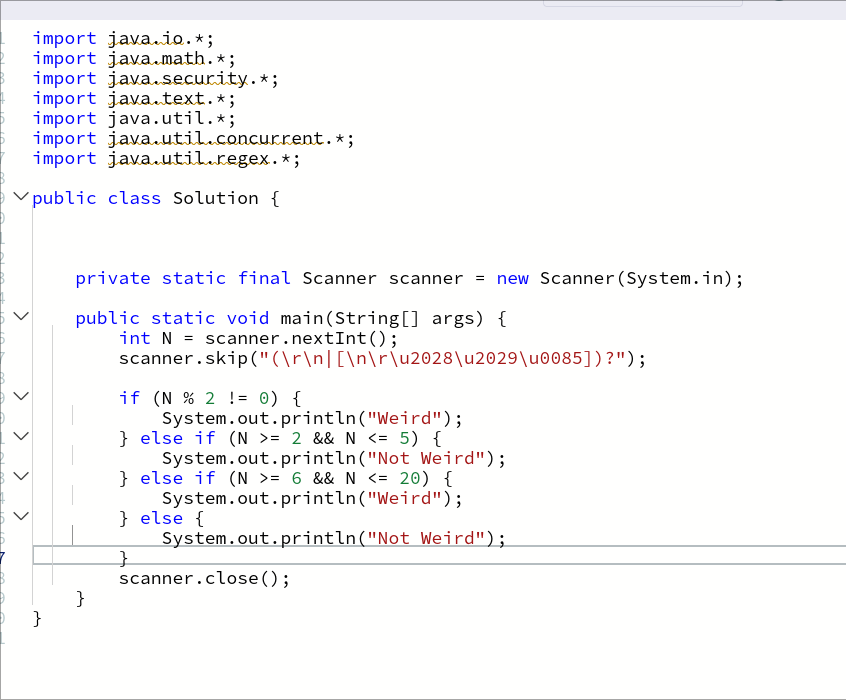 import java.io.*;
import java.math.*;
import java.security.*;
import java.text.*;
import java.util.*;
import java.util.concurrent.*;
import java.util.regex.*;
public class Solution {
private static final Scanner scanner = new Scanner(System.in);
public static void main(String[] args) {
int N = scanner.nextInt();
scanner.skip("(\r\n|[\n\r\u2028\u2029\u0085])?");
if (N % 2 != 0) {
System.out.println("Weird");
} else if (N >= 2 && N <= 5) {
System.out.println("Not Weird");
} else if (N >= 6 && N <= 20) {
System.out.println("Weird");
} else {
System.out.println("Not Weird");
}
scanner.close();
}
}